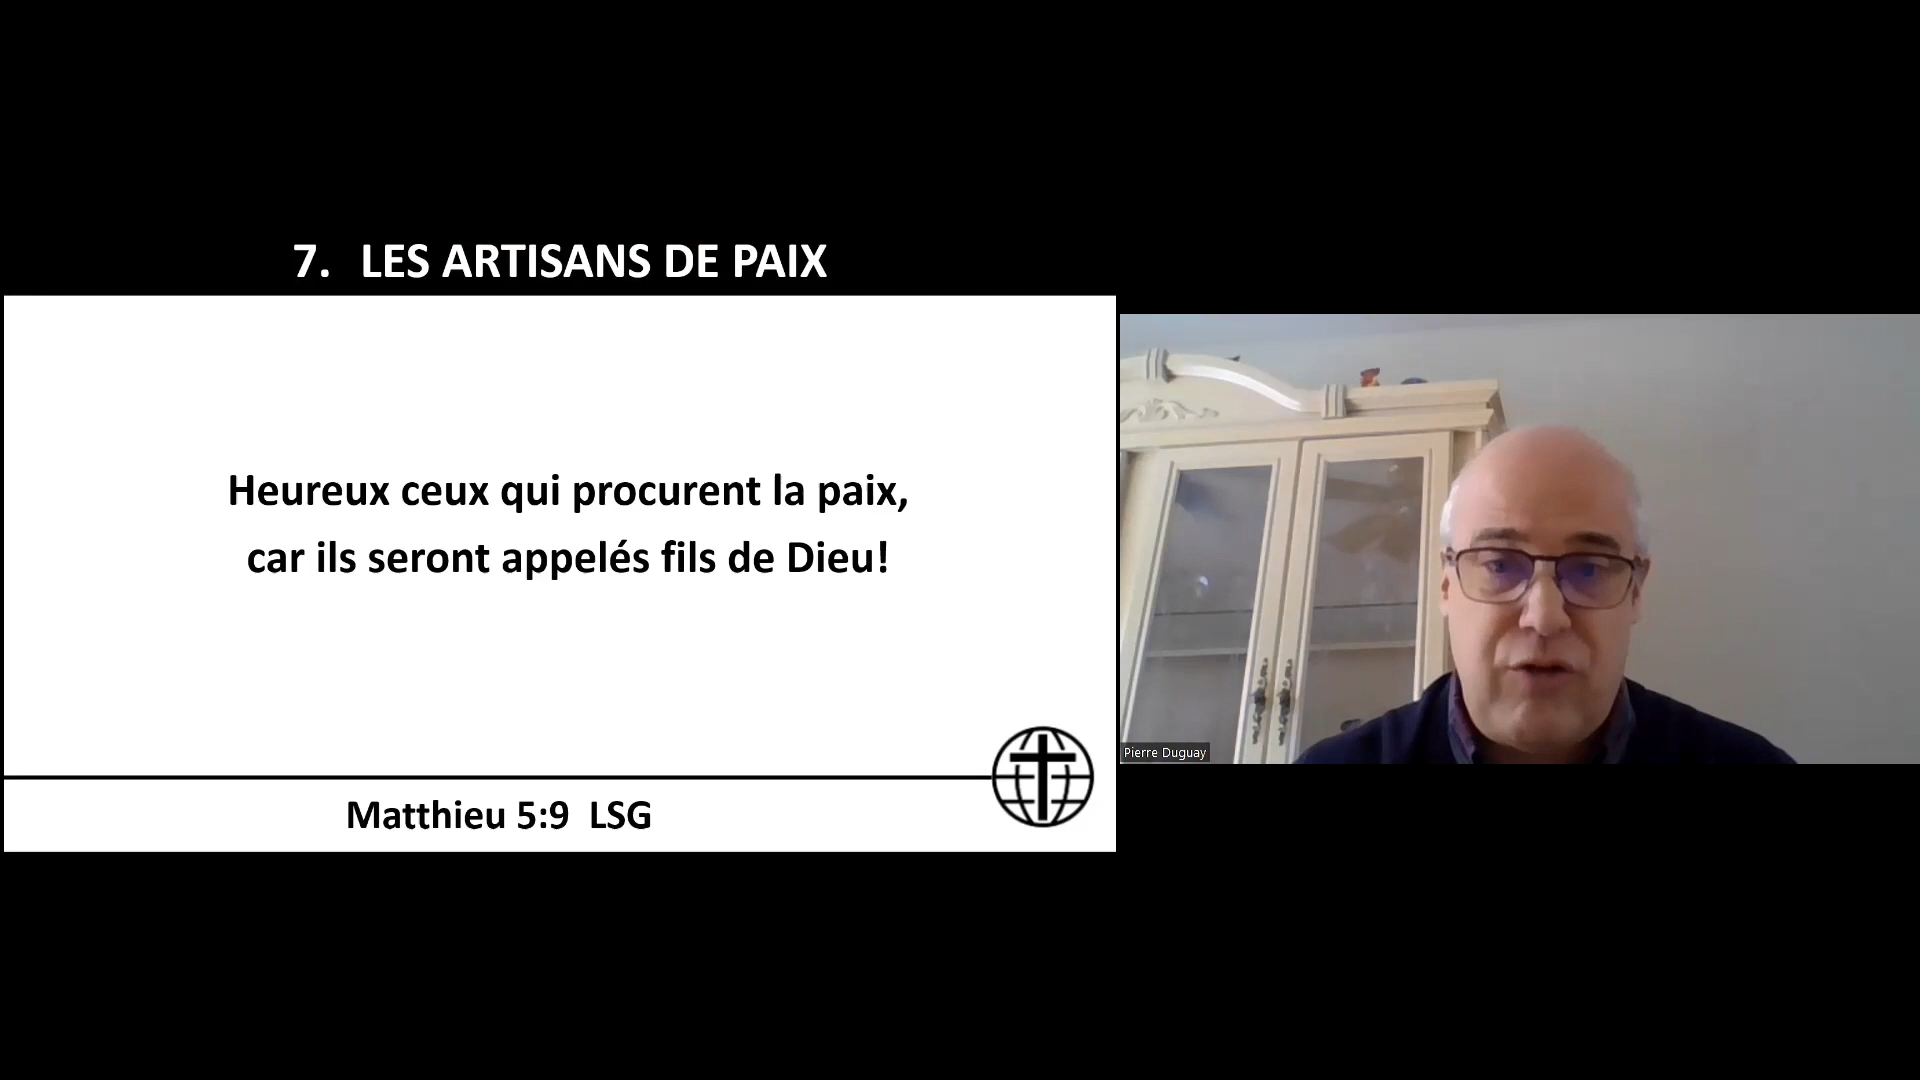 7. LES ARTISANS DE PAIX
Heureux ceux qui procurent la paix,
car ils seront appelés fils de Dieu!
Matthieu 5:9 LSG
Pierre Duguay